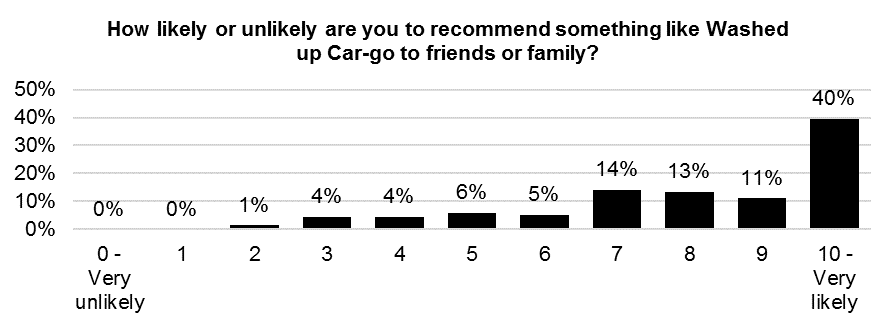 How likely or unlikely are you to recommend something like Washed
up Car-go to friends or family?
50%
40%
30%
20%
10%
0%
0% 0% 1% 4% 4% 6% 5% 14% 13% 11% 40%
0 - 1 2 3 4 5 6 7 8 9 10 -
Very Very
unlikely likely